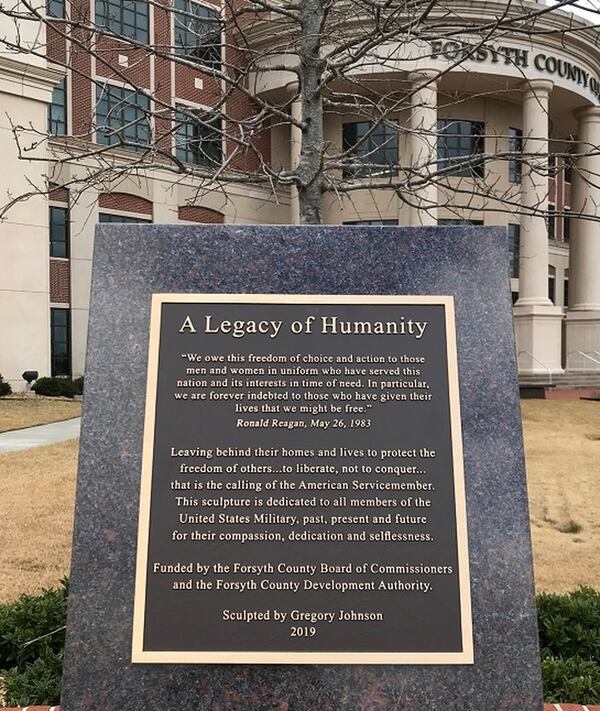 FORSYTH COUNTY
A Legacy of Humanity
“We owe this freedom of choice and action to those
men and women in uniform who have served this
nation and its interests in time of need. In particular,
we are forever indebted to those who have given their
lives that we might be free.”
Ronald Reagan, May 26, 1983
Leaving behind their homes and lives to protect the
freedom of others...to liberate, not to conquer...
that is the calling of the American Servicemember.
This sculpture is dedicated to all members of the
United States Military, past, present and future
for their compassion, dedication and selflessness.
Funded by the Forsyth County Board of Commissioners
and the Forsyth County Development Authority.
Sculpted by Gregory Johnson
2019